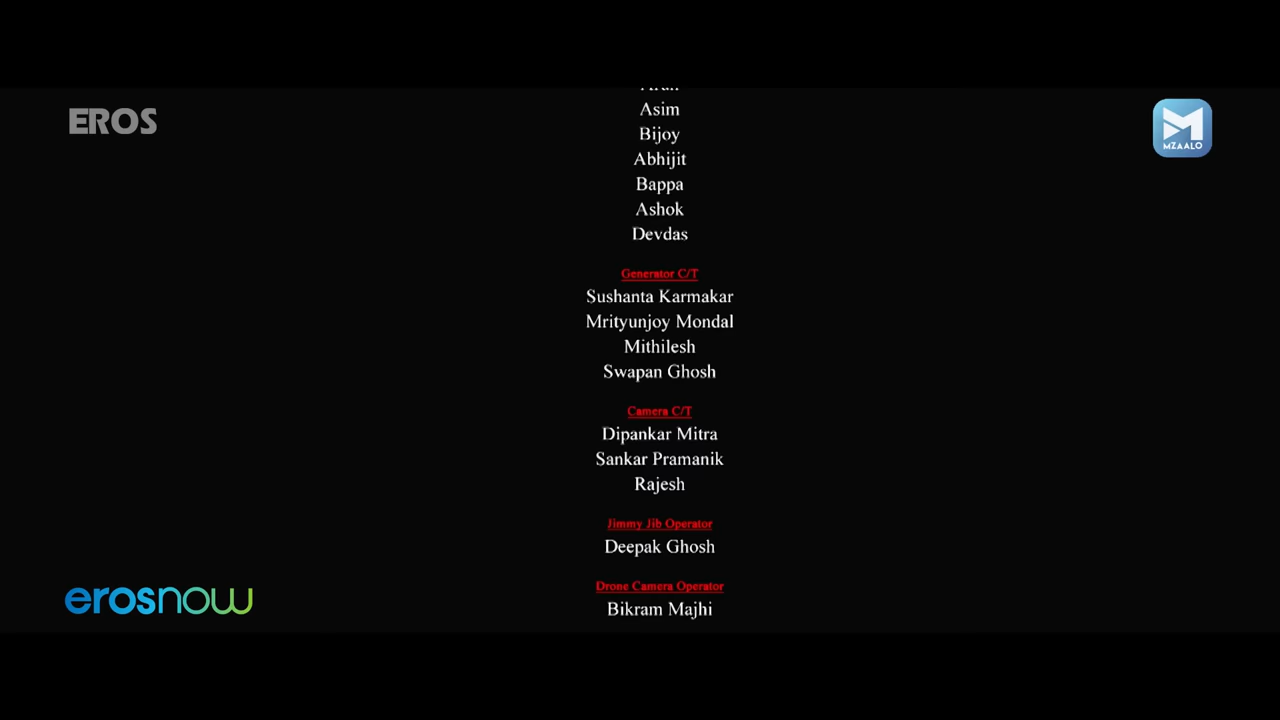 EROS
MZAALO
Asim
Bijoy
Abhijit
Bappa
Ashok
Devdas
Generator C/T
Sushanta Karmakar
Mrityunjoy Mondal
Mithilesh
Swapan Ghosh
Camera C/T
Dipankar Mitra
Sankar Pramanik
Rajesh
Jimmy Jib Operator
Deepak Ghosh
Drone Camera Operator
Bikram Majhi
erosnow